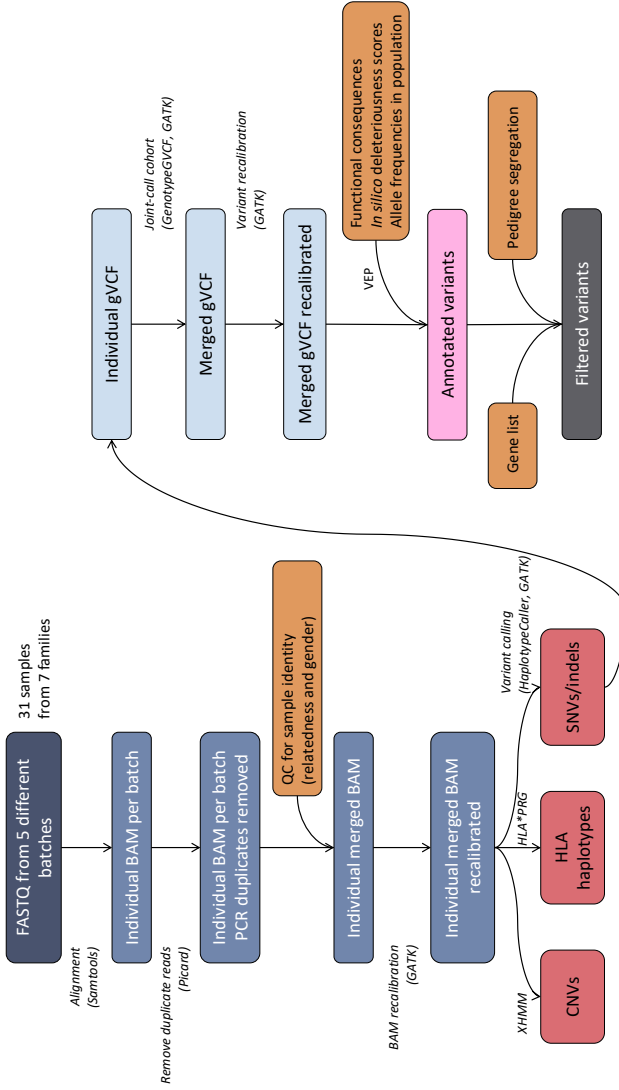 FASTQ from 5 different
batches
31 samples
from 7 families
Alignment
(Samtools)
Individual BAM per batch
Remove duplicate reads
(Picard)
Individual BAM per batch
PCR duplicates removed
QC for sample identity
(relatedness and gender)
Individual merged BAM
BAM recalibration
(GATK)
Individual merged BAM
recalibrated
XHMM
HLA*PRG
Variant calling
(HaplotypeCaller, GATK)
CNVs
HLA
haplotypes
SNVs/indels
Individual gVCF
Joint-call cohort
(GenotypeGVCF, GATK)
Merged gVCF
Variant recalibration
(GATK)
Merged gVCF recalibrated
Functional consequences
In silico deleteriousness scores
Allele frequencies in population
VEP
Annotated variants
Gene list
Pedigree segregation
Filtered variants